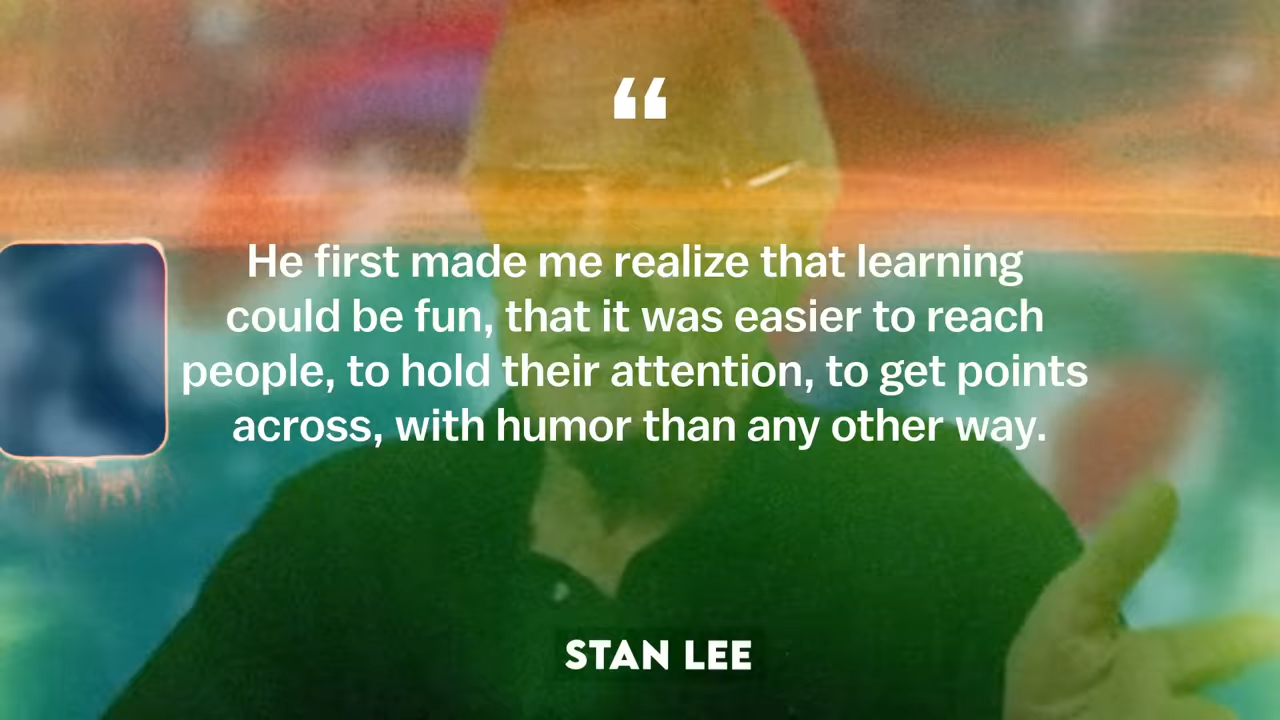 “
He first made me realize that learning
could be fun, that it was easier to reach
people, to hold their attention, to get points
across, with humor than any other way.
STAN LEE